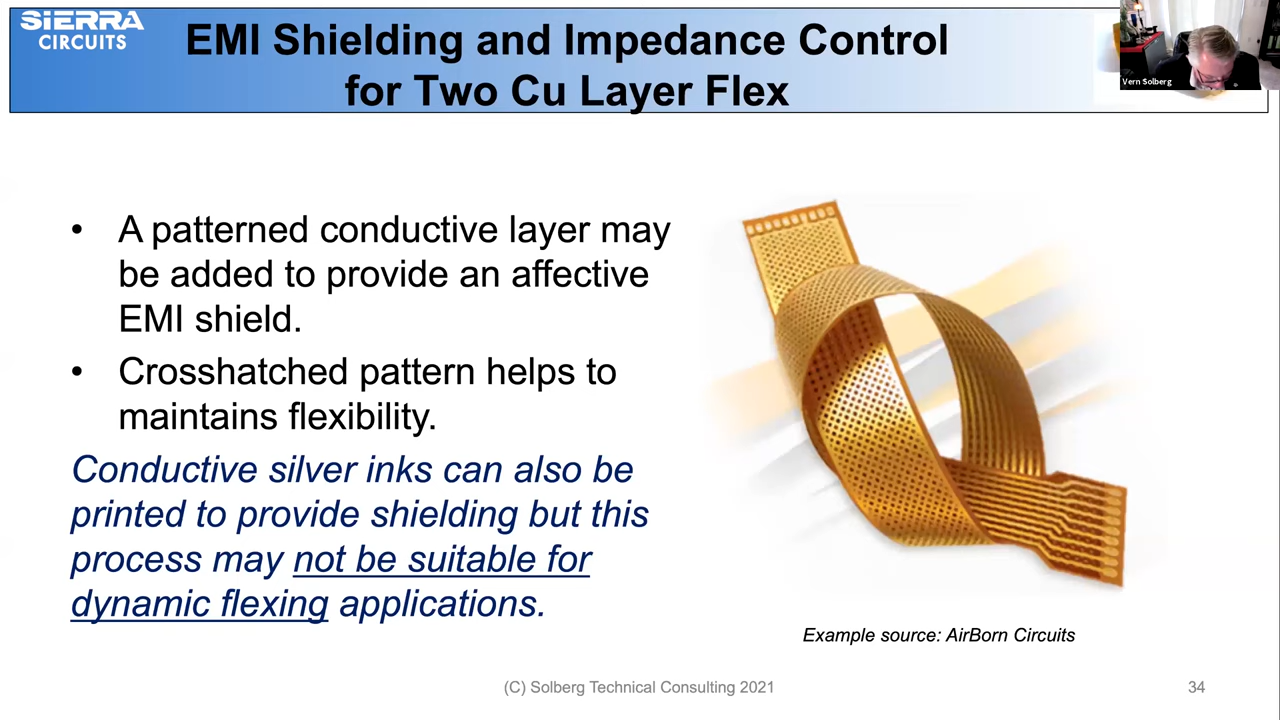 SIERRA
CIRCUITS
EMI Shielding and Impedance Control
for Two Cu Layer Flex
Vern Solberg
• A patterned conductive layer may
be added to provide an affective
EMI shield.
• Crosshatched pattern helps to
maintains flexibility.
Conductive silver inks can also be
printed to provide shielding but this
process may not be suitable for
dynamic flexing applications.
Example source: AirBorn Circuits
(C) Solberg Technical Consulting 2021
34